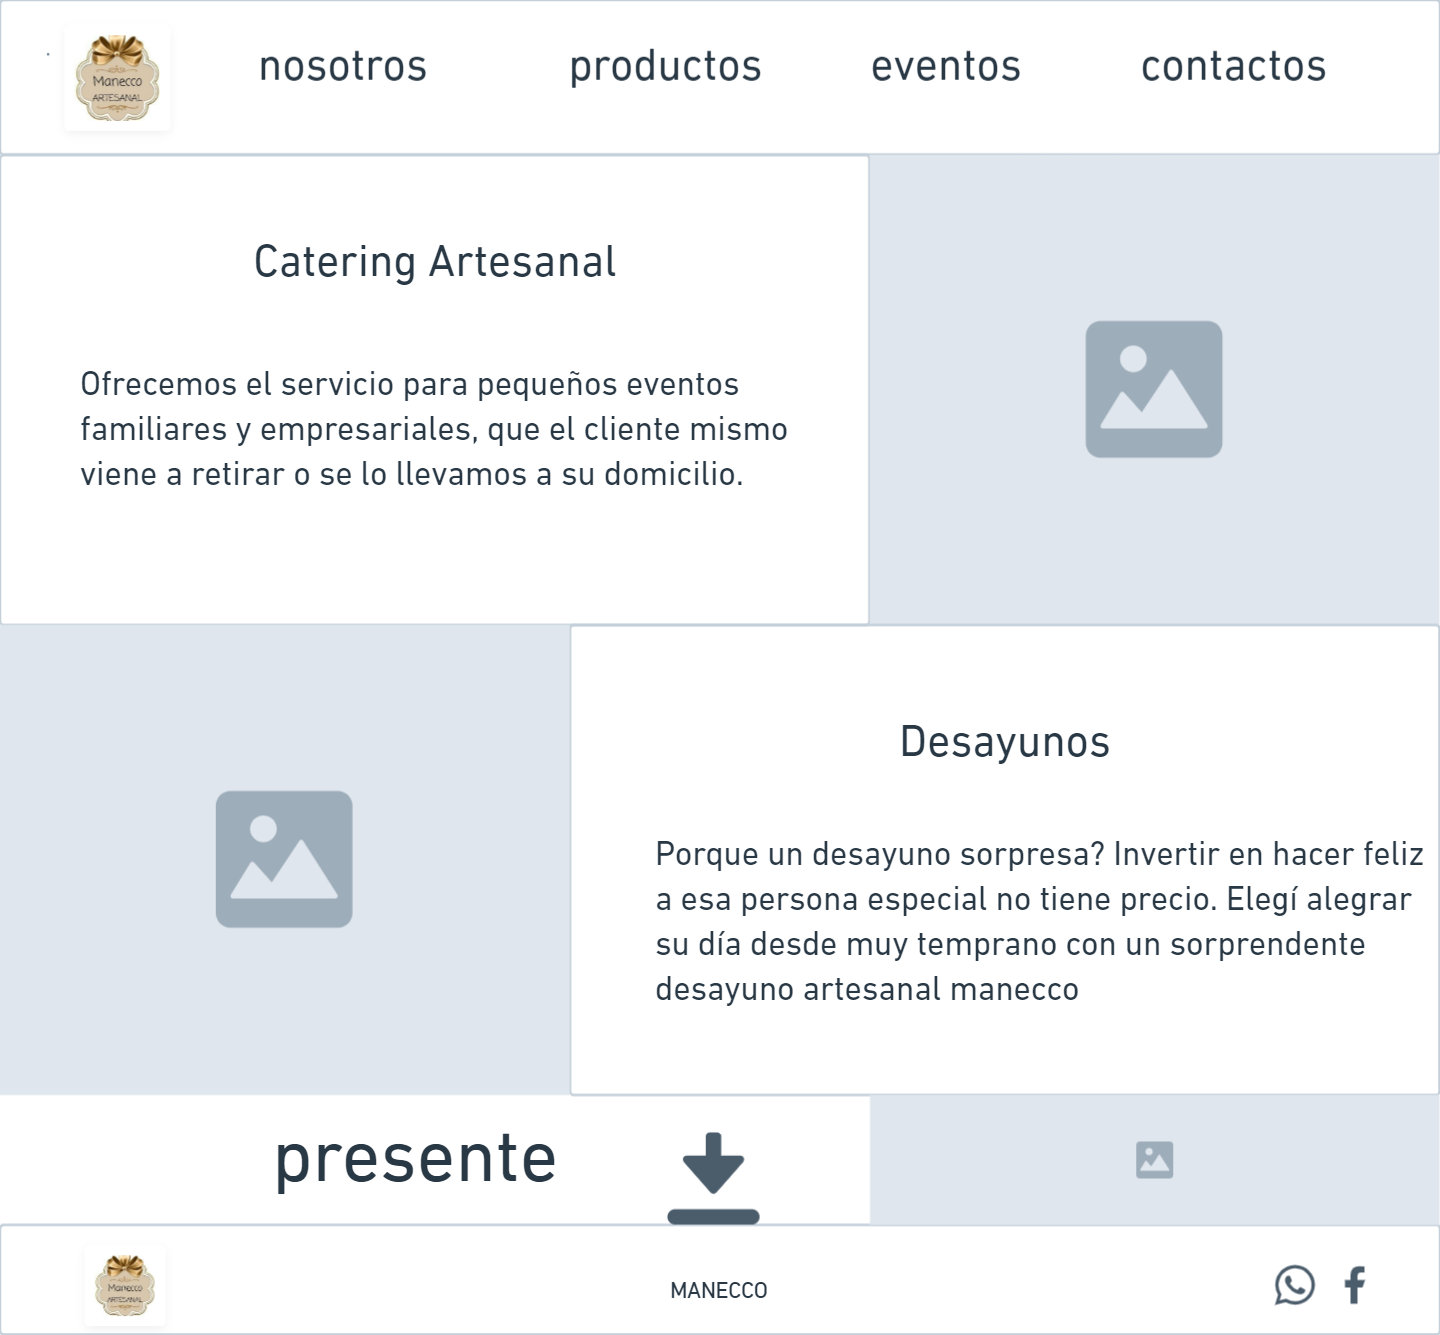 Manecco
ARTESANAL
nosotros
productos
eventos
contactos
Catering Artesanal
Ofrecemos el servicio para pequeños eventos
familiares y empresariales, que el cliente mismo
viene a retirar o se lo llevamos a su domicilio.
Desayunos
Porque un desayuno sorpresa? Invertir en hacer feliz
a esa persona especial no tiene precio. Elegí alegrar
su día desde muy temprano con un sorprendente
desayuno artesanal manecco
presente
Manecco
ARTESANAL
MANECCO